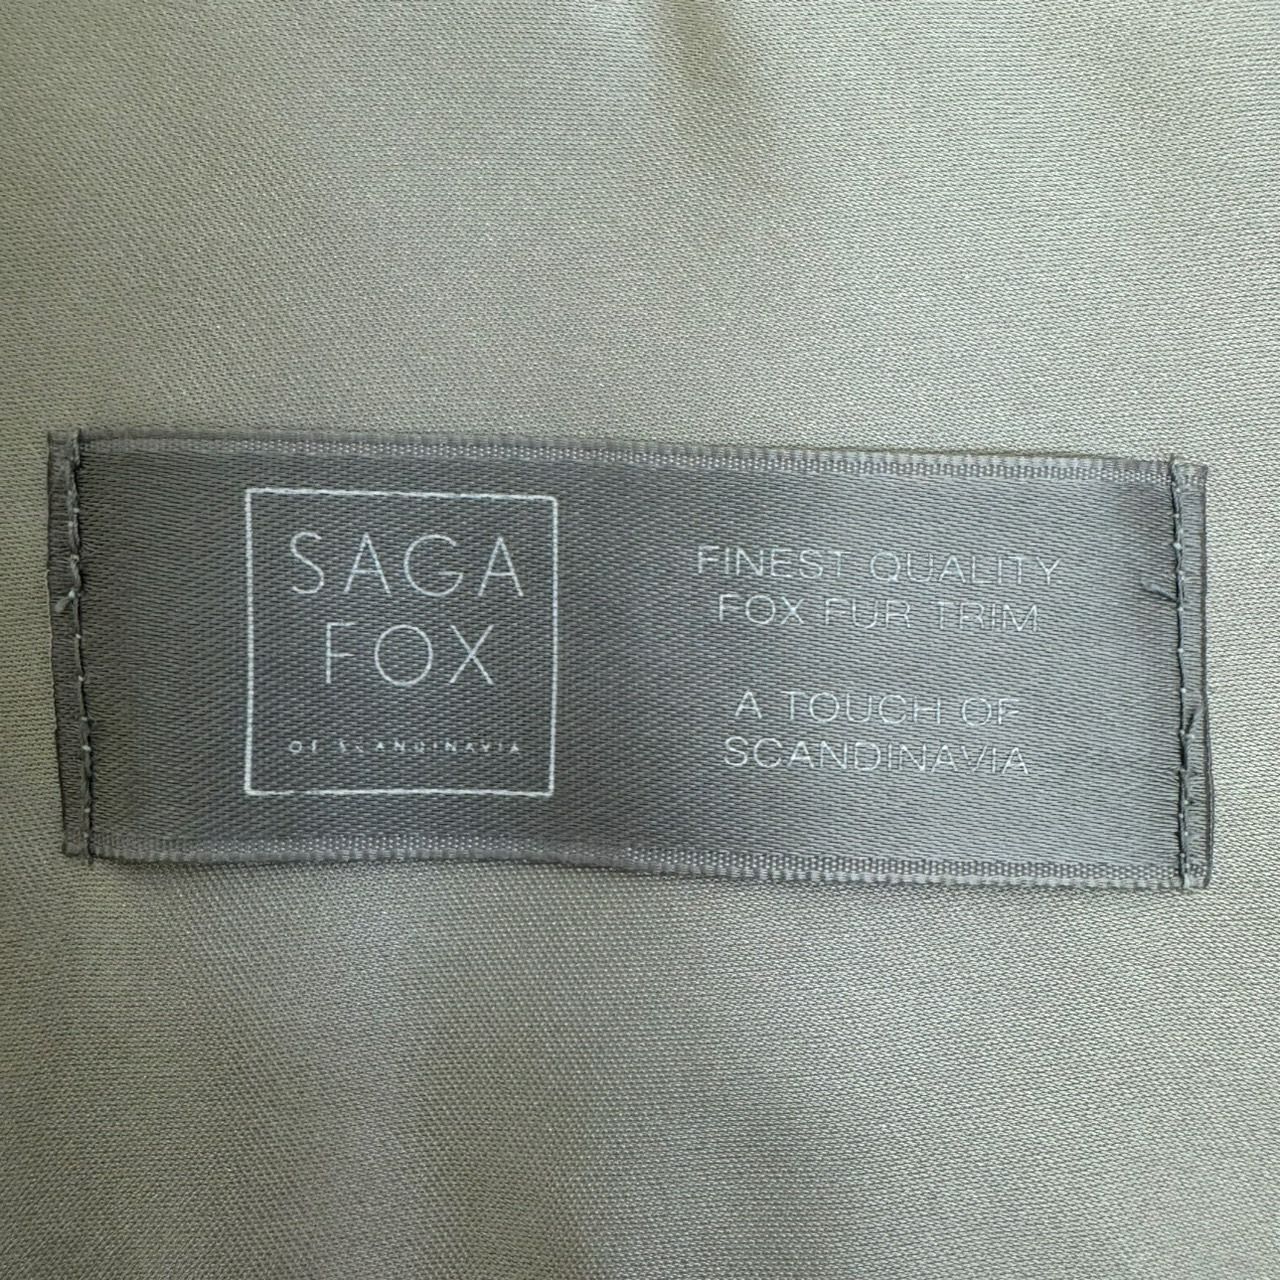 SAGA
FOX
OF SCANDINAVIA
FINEST QUALITY
FOX FUR TRIM
A TOUCH OF
SCANDINAVIA